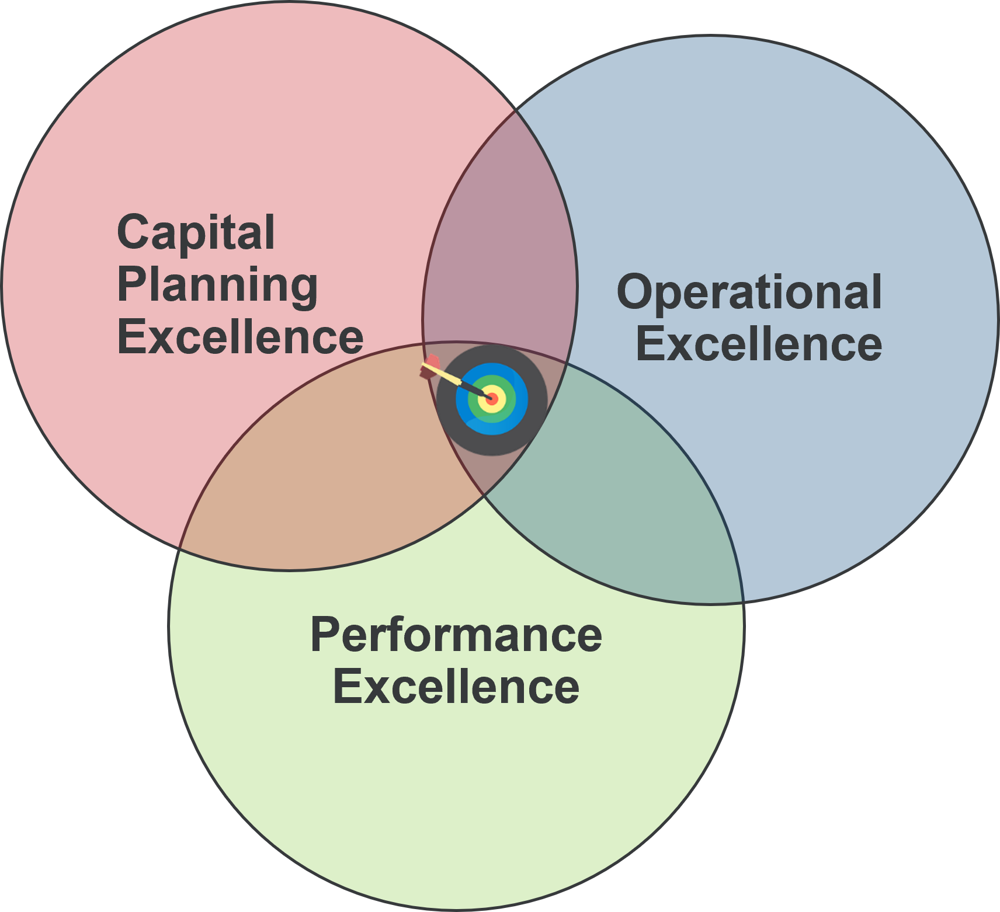 Capital
Planning
Excellence
Operational
Excellence
Performance
Excellence